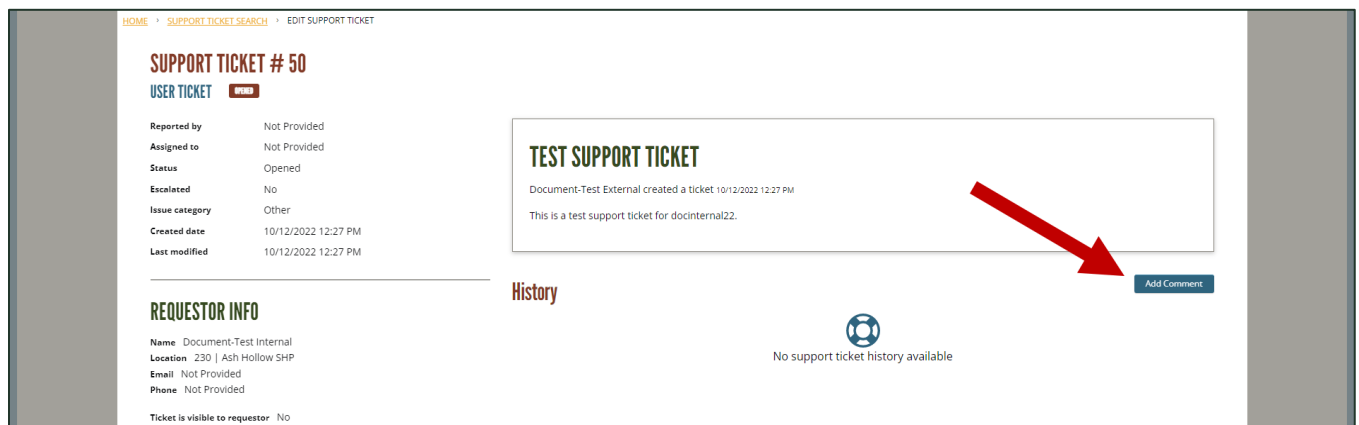 HOME › SUPPORT TICKET SEARCH › EDIT SUPPORT TICKET
SUPPORT TICKET # 50
USER TICKET OPENED
Reported by Not Provided
Assigned to Not Provided
Status Opened
Escalated No
Issue category Other
Created date 10/12/2022 12:27 PM
Last modified 10/12/2022 12:27 PM
REQUESTOR INFO
Name Document-Test Internal
Location 230 | Ash Hollow SHP
Email Not Provided
Phone Not Provided
Ticket is visible to requestor No
TEST SUPPORT TICKET
Document-Test External created a ticket 10/12/2022 12:27 PM
This is a test support ticket for docinternal22.
History
Add Comment
No support ticket history available